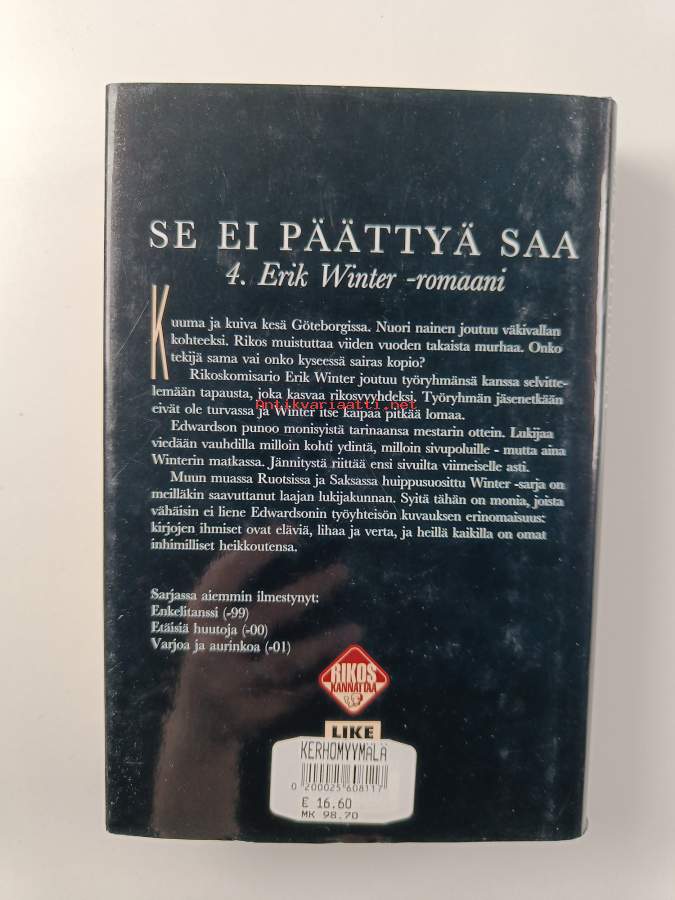 SE EI PÄÄTTYÄ SAA
4. Erik Winter -romaani
Kuuma ja kuiva kesä Göteborgissa. Nuori nainen joutuu väkivallan
kohteeksi. Rikos muistuttaa viiden vuoden takaista murhaa. Onko
tekijä sama vai onko kyseessä sairas kopio?
Rikoskomisario Erik Winter joutuu työryhmänsä kanssa selvitte-
lemään tapausta, joka kasvaa rikosvyyhdeksi. Työryhmän jäsenetkään
eivät ole turvassa ja Winter itse kaipaa pitkää lomaa.
Antikvariaatti.net
Edwardson punoo monisyistä tarinaansa mestarin ottein. Lukijaa
viedään vauhdilla milloin kohti ydintä, milloin sivupoluille - mutta aina
Winterin matkassa. Jännitystä riittää ensi sivuilta viimeiselle asti.
Muun muassa Ruotsissa ja Saksassa huippusuosittu Winter -sarja on
meilläkin saavuttanut laajan lukijakunnan. Syitä tähän on monia, joista
vähäisin ei liene Edwardsonin työyhteisön kuvauksen erinomaisuus:
kirjojen ihmiset ovat eläviä, lihaa ja verta, ja heillä kaikilla on omat
inhimilliset heikkoutensa.
Sarjassa aiemmin ilmestynyt:
Enkelitanssi (-99)
Etäisiä huutoja (-00)
Varjoa ja aurinkoa (-01)
RIKOS
KANNATTAA
LIKE
KERHOMYYMÄLÄ
0 200025 608117
£ 16.60
MK 98.70